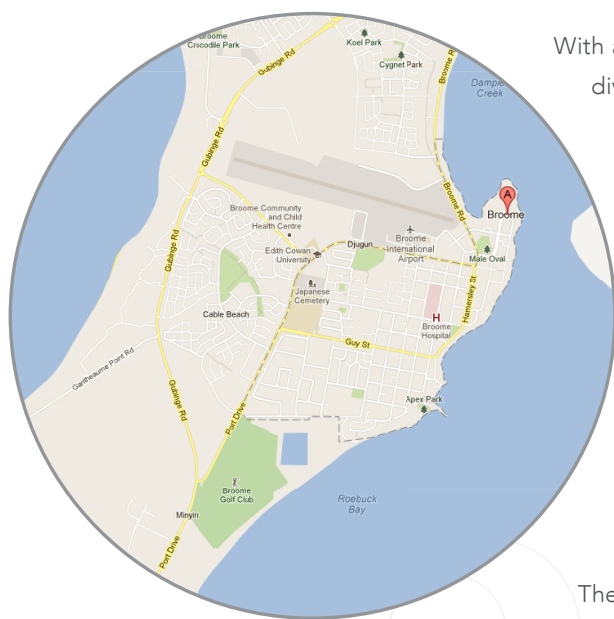 With a
div
Broome
Crocodile Park
Koel Park
Cygnet Park
Gubinge Rd
Broome R
Dampie
Creek
Gubinge Rd
Broome Community
and Child
Health Centre
Edith Cowan
University
Djugun
Broome
International
Airport
Broome Rd
A
Broome
Male Oval
Gubinge Rd
Japanese
Cemetery
Cable Beach
H
Broome
Hospital
Hamersley St
Guy St
Gantheaume Point Rd
Gubinge Rd
Port Drive
Apex Park
Broome
Golf Club
Roebuck
Bay
Minyirr
Port Drive
The